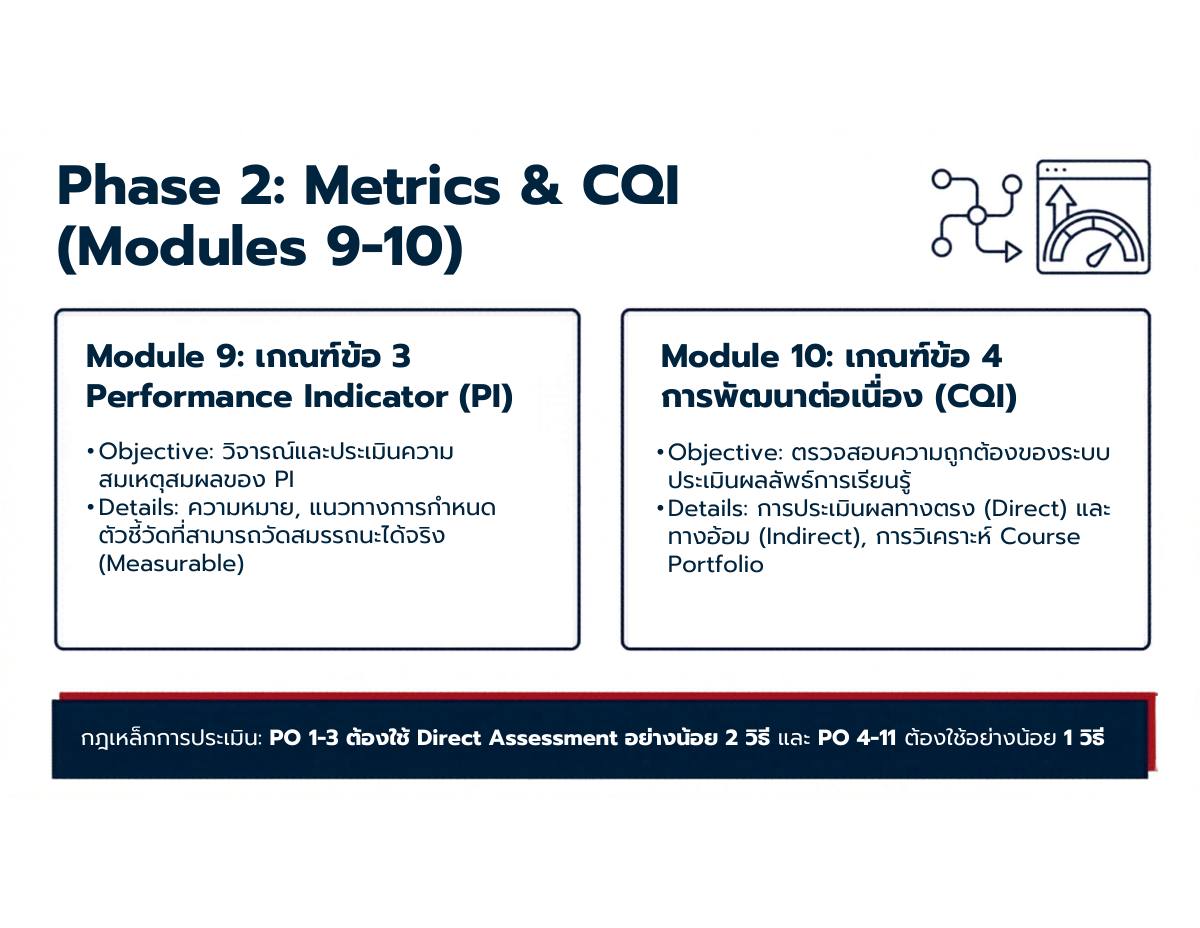 Phase 2: Metrics & CQI
(Modules 9-10)
Module 9: เกณฑ์ข้อ 3
Performance Indicator (PI)
• Objective: วิจารณ์และประเมินความ
สมเหตุสมผลของ PI
• Details: ความหมาย, แนวทางการกำหนด
ตัวชี้วัดที่สามารถวัดสมรรถนะได้จริง
(Measurable)
Module 10: เกณฑ์ข้อ 4
การพัฒนาต่อเนื่อง (CQI)
• Objective: ตรวจสอบความถูกต้องของระบบ
ประเมินผลลัพธ์การเรียนรู้
• Details: การประเมินผลทางตรง (Direct) และ
ทางอ้อม (Indirect), การวิเคราะห์ Course
Portfolio
กฎเหล็กการประเมิน: PO 1-3 ต้องใช้ Direct Assessment อย่างน้อย 2 วิธี และ PO 4-11 ต้องใช้อย่างน้อย 1 วิธี